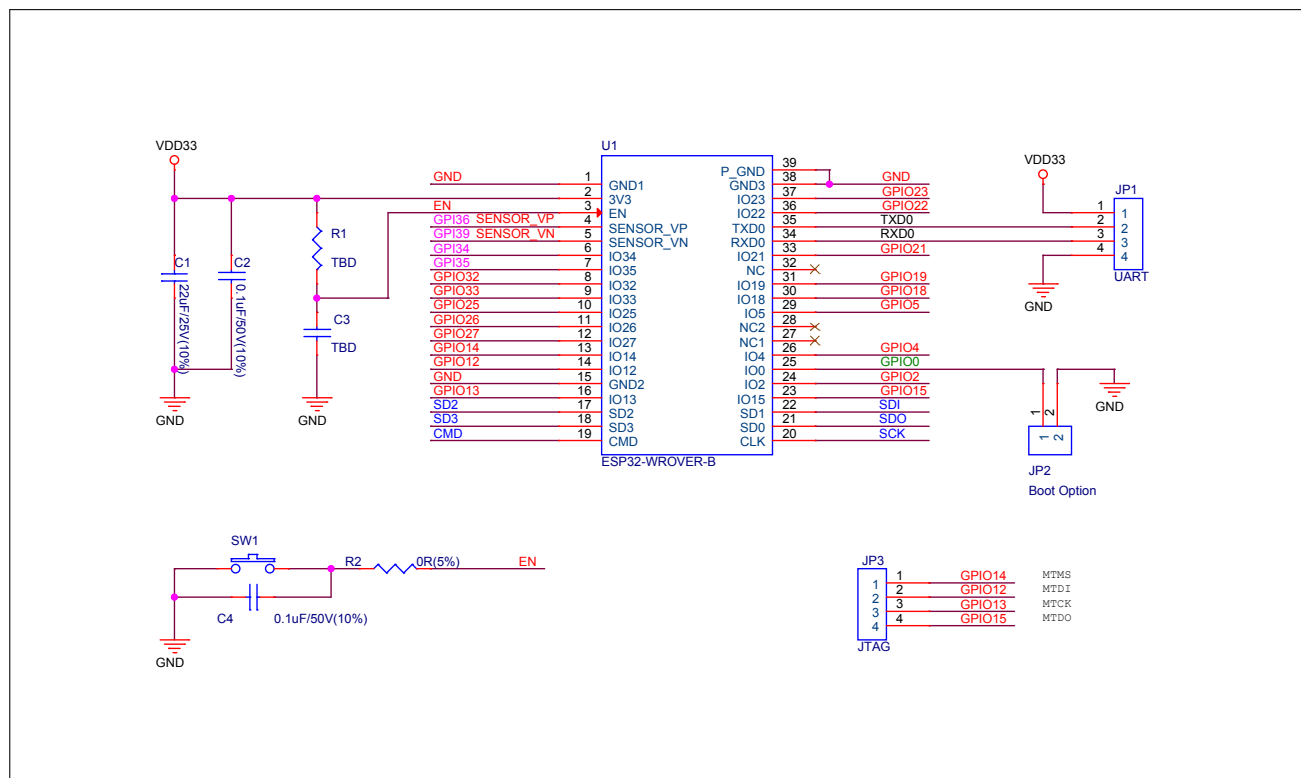 VDD33
C1
22uF/25V(10%)
C2
0.1uF/50V(10%)
R1
TBD
C3
TBD
GND
GND
U1
GND 1 GND1
2 3V3
EN 3 EN
GPI36 SENSOR_VP 4 SENSOR_VP
GPI39 SENSOR_VN 5 SENSOR_VN
GPI34 6 IO34
GPI35 7 IO35
GPIO32 8 IO32
GPIO33 9 IO33
GPIO25 10 IO25
GPIO26 11 IO26
GPIO27 12 IO27
GPIO14 13 IO14
GPIO12 14 IO12
GND 15 GND2
GPIO13 16 IO13
SD2 17 SD2
SD3 18 SD3
CMD 19 CMD
P_GND 39
GND3 38 GND
IO23 37 GPIO23
IO22 36 GPIO22
TXD0 35 TXD0
RXD0 34 RXD0
IO21 33 GPIO21
NC 32
IO19 31 GPIO19
IO18 30 GPIO18
IO5 29 GPIO5
NC2 28
NC1 27
IO4 26 GPIO4
IO0 25 GPIO0
IO2 24 GPIO2
IO15 23 GPIO15
SD1 22 SDI
SD0 21 SDO
CLK 20 SCK
ESP32-WROVER-B
VDD33
JP1
1 1
2 2
3 3
4 4
UART
GND
GND
1 2
1 2
JP2
Boot Option
SW1
R2 0R(5%) EN
C4 0.1uF/50V(10%)
GND
JP3
1 1 GPIO14 MTMS
2 2 GPIO12 MTDI
3 3 GPIO13 MTCK
4 4 GPIO15 MTDO
JTAG